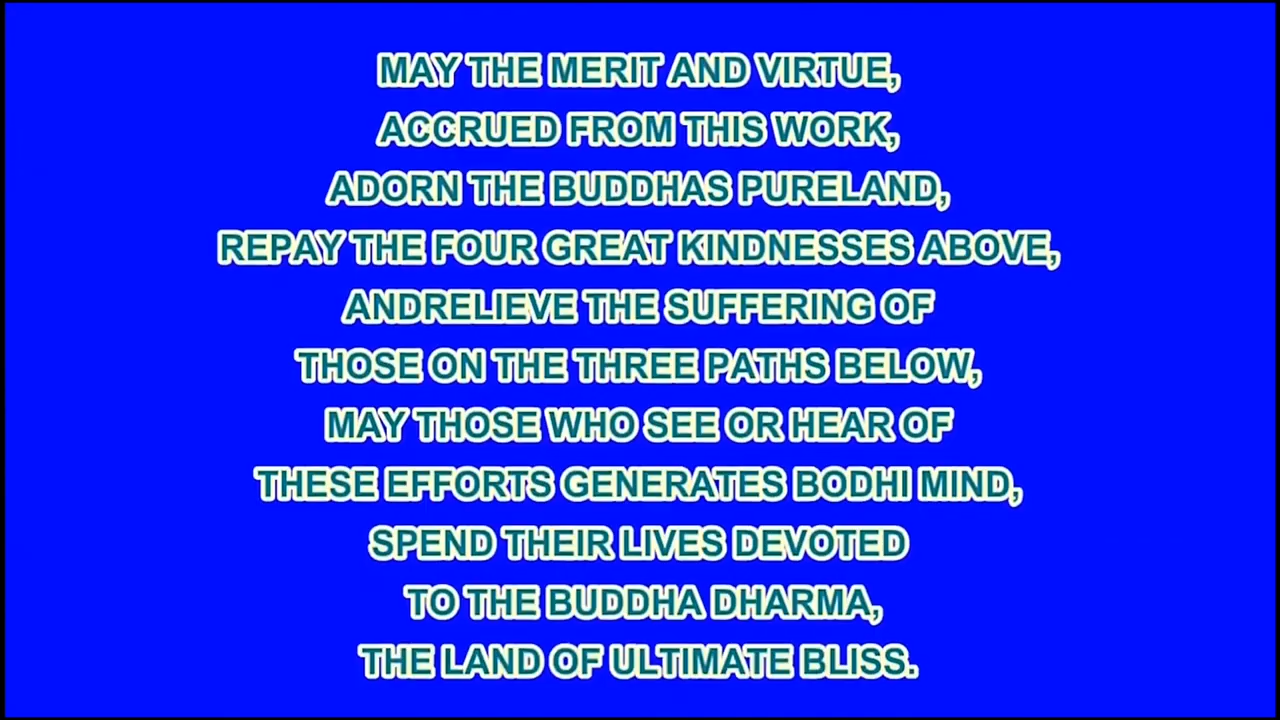 MAY THE MERIT AND VIRTUE,
ACCRUED FROM THIS WORK,
ADORN THE BUDDHAS PURELAND,
REPAY THE FOUR GREAT KINDNESSES ABOVE,
ANDRELIEVE THE SUFFERING OF
THOSE ON THE THREE PATHS BELOW,
MAY THOSE WHO SEE OR HEAR OF
THESE EFFORTS GENERATES BODHI MIND,
SPEND THEIR LIVES DEVOTED
TO THE BUDDHA DHARMA,
THE LAND OF ULTIMATE BLISS.